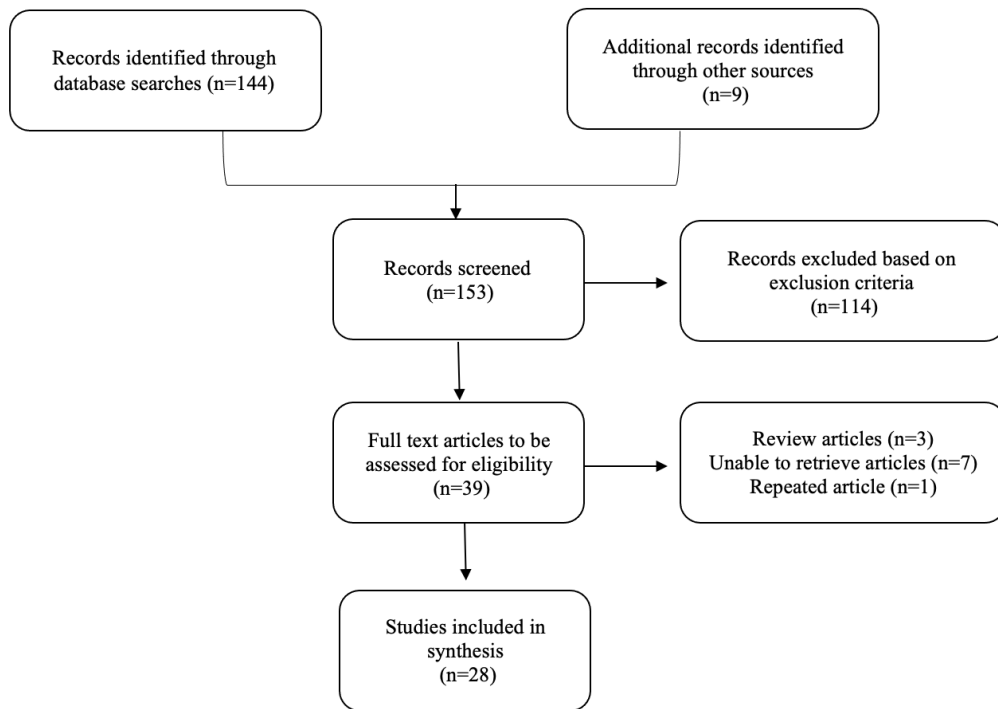 Records identified through
database searches (n=144)
Additional records identified
through other sources
(n=9)
Records screened
(n=153)
Records excluded based on
exclusion criteria
(n=114)
Full text articles to be
assessed for eligibility
(n=39)
Review articles (n=3)
Unable to retrieve articles (n=7)
Repeated article (n=1)
Studies included in
synthesis
(n=28)